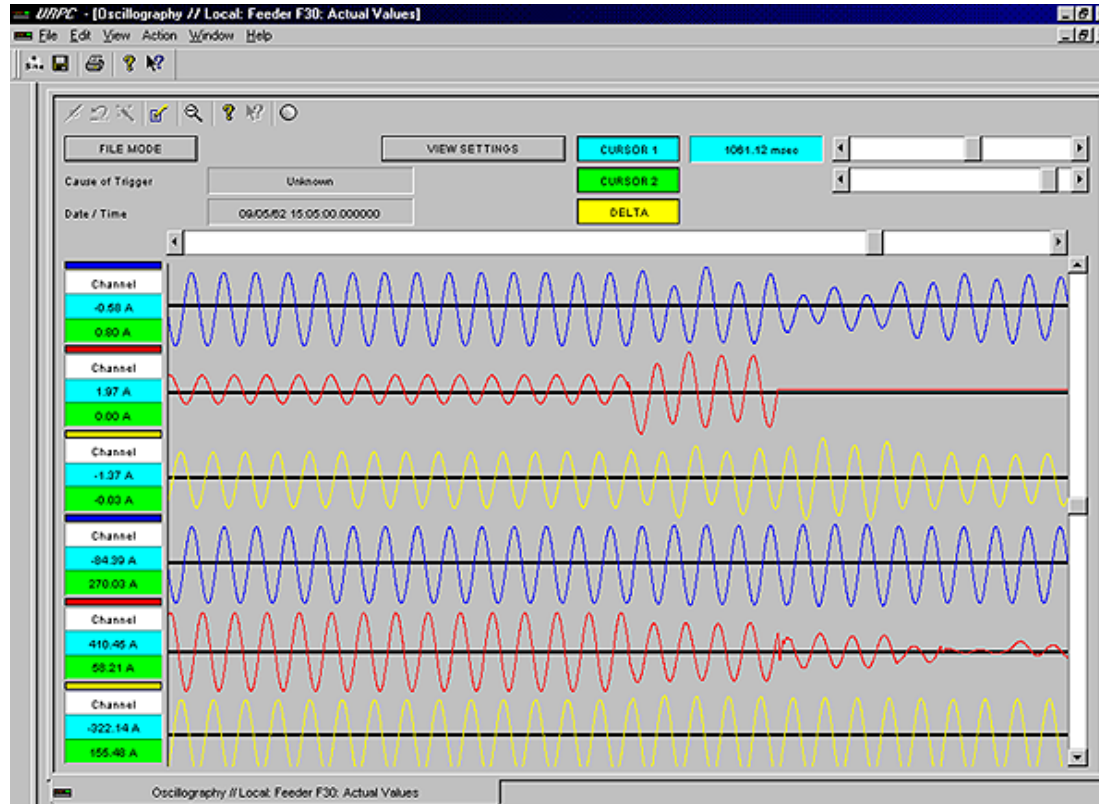 URPC - [Oscillography // Local: Feeder F30: Actual Values]
File Edit View Action Window Help
FILE MODE
VIEW SETTINGS
CURSOR 1
1061.12 msec
Cause of Trigger
Unknown
CURSOR 2
Date / Time
09/05/62 15:05:00.000000
DELTA
Channel
-0.58 A
0.80 A
Channel
1.97 A
0.00 A
Channel
-1.37 A
-0.03 A
Channel
-84.39 A
270.03 A
Channel
410.45 A
58.21 A
Channel
-322.14 A
155.48 A
Oscillography // Local: Feeder F30: Actual Values